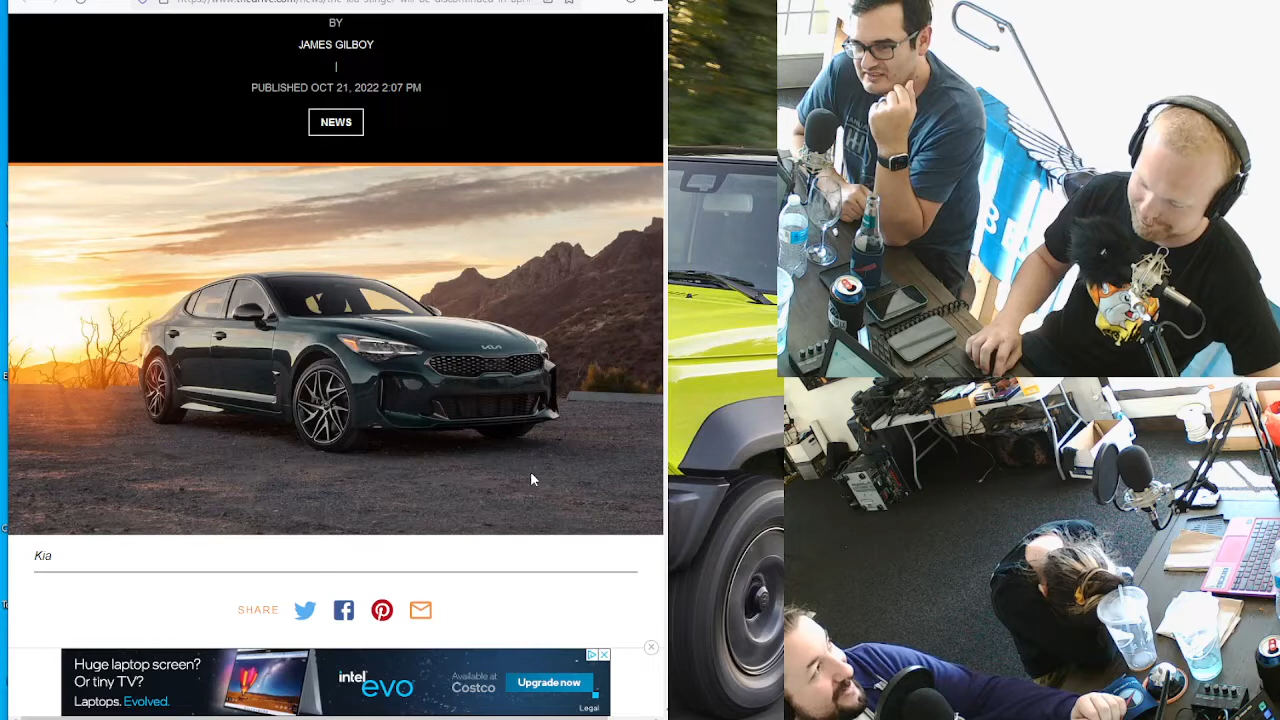 BY
JAMES GILBOY
|
PUBLISHED OCT 21, 2022 2:07 PM
NEWS
KIA
Kia
SHARE
Huge laptop screen?
Or tiny TV?
Laptops. Evolved.
intel
evo
Available at
Costco
Upgrade now
Legal